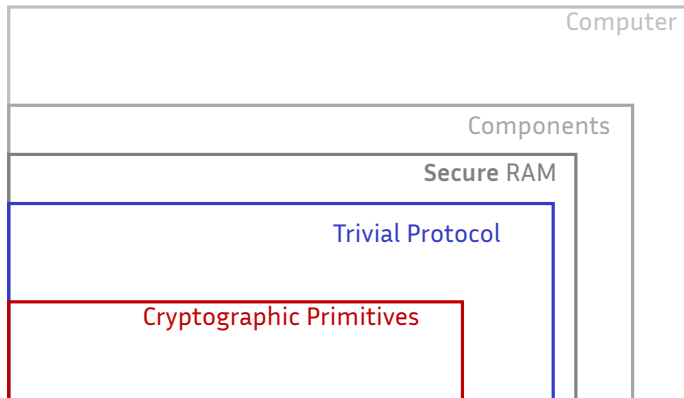 Computer
Components
Secure RAM
Trivial Protocol
Cryptographic Primitives